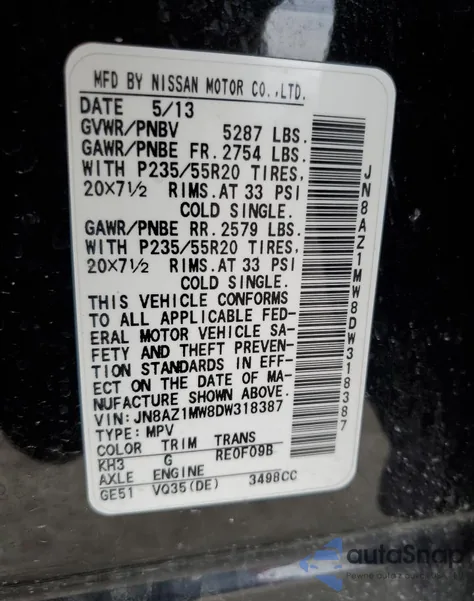 MFD BY NISSAN MOTOR CO.,LTD.
DATE 5/13
GVWR/PNBV 5287 LBS.
GAWR/PNBE FR. 2754 LBS.
WITH P235/55R20 TIRES,
20×7½ RIMS.AT 33 PSI
COLD SINGLE.
GAWR/PNBE RR. 2579 LBS.
WITH P235/55R20 TIRES,
20×7½ RIMS.AT 33 PSI
COLD SINGLE.
THIS VEHICLE CONFORMS
TO ALL APPLICABLE FED-
ERAL MOTOR VEHICLE SA-
FETY AND THEFT PREVEN-
TION STANDARDS IN EFF-
ECT ON THE DATE OF MA-
NUFACTURE SHOWN ABOVE.
VIN: JN8AZ1MW8DW318387
TYPE: MPV
COLOR TRIM TRANS
KH3 G RE0F09B
AXLE ENGINE
GE51 VQ35(DE) 3498CC
JN8AZ1MW8DW318387
autoSnap